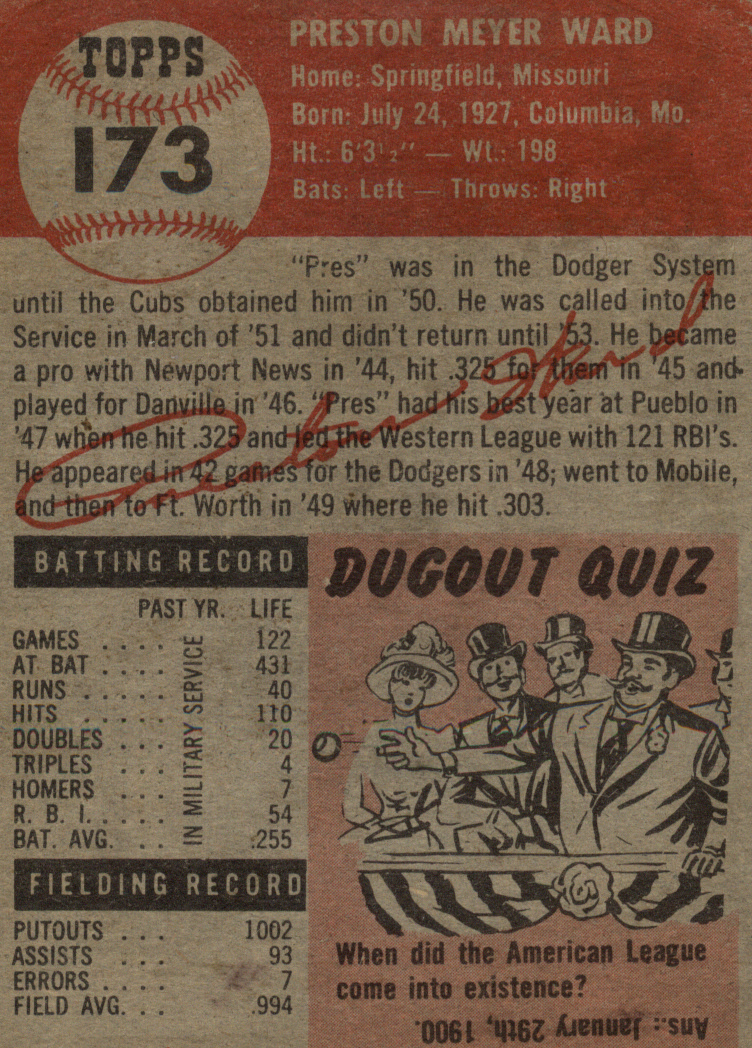 TOPPS
173
PRESTON MEYER WARD
Home: Springfield, Missouri
Born: July 24, 1927, Columbia, Mo.
Ht.: 6'3½" — Wt.: 198
Bats: Left — Throws: Right
"Pres" was in the Dodger System
until the Cubs obtained him in '50. He was called into the
Service in March of '51 and didn't return until '53. He became
a pro with Newport News in '44, hit .325 for them in '45 and
played for Danville in '46. "Pres" had his best year at Pueblo in
'47 when he hit .325 and led the Western League with 121 RBI's.
He appeared in 42 games for the Dodgers in '48; went to Mobile,
and then to Ft. Worth in '49 where he hit .303.
Preston Ward
BATTING RECORD
PAST YR. LIFE
IN MILITARY SERVICE
GAMES .... 122
AT BAT .... 431
RUNS .... 40
HITS ..... 110
DOUBLES ... 20
TRIPLES ... 4
HOMERS ... 7
R. B. I. .... 54
BAT. AVG. .. .255
FIELDING RECORD
PUTOUTS ... 1002
ASSISTS ... 93
ERRORS .... 7
FIELD AVG. .. .994
DUGOUT QUIZ
When did the American League
come into existence?
Ans.: January 29th, 1900.